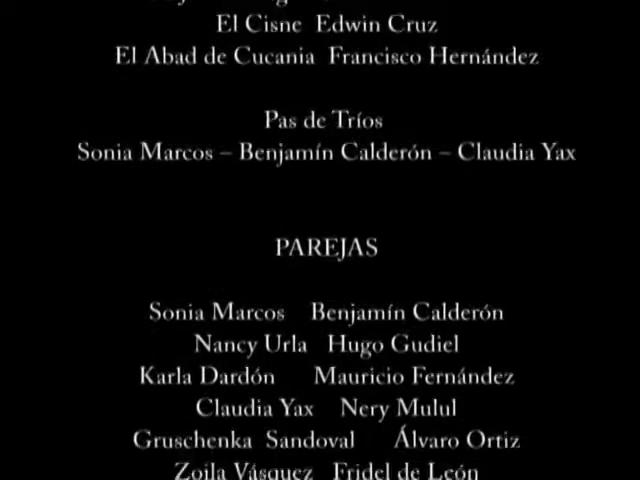 El Cisne Edwin Cruz
El Abad de Cucania Francisco Hernández
Pas de Tríos
Sonia Marcos – Benjamín Calderón – Claudia Yax
PAREJAS
Sonia Marcos Benjamín Calderón
Nancy Urla Hugo Gudiel
Karla Dardón Mauricio Fernández
Claudia Yax Nery Mulul
Gruschenka Sandoval Álvaro Ortiz
Zoila Vásquez Fridel de León